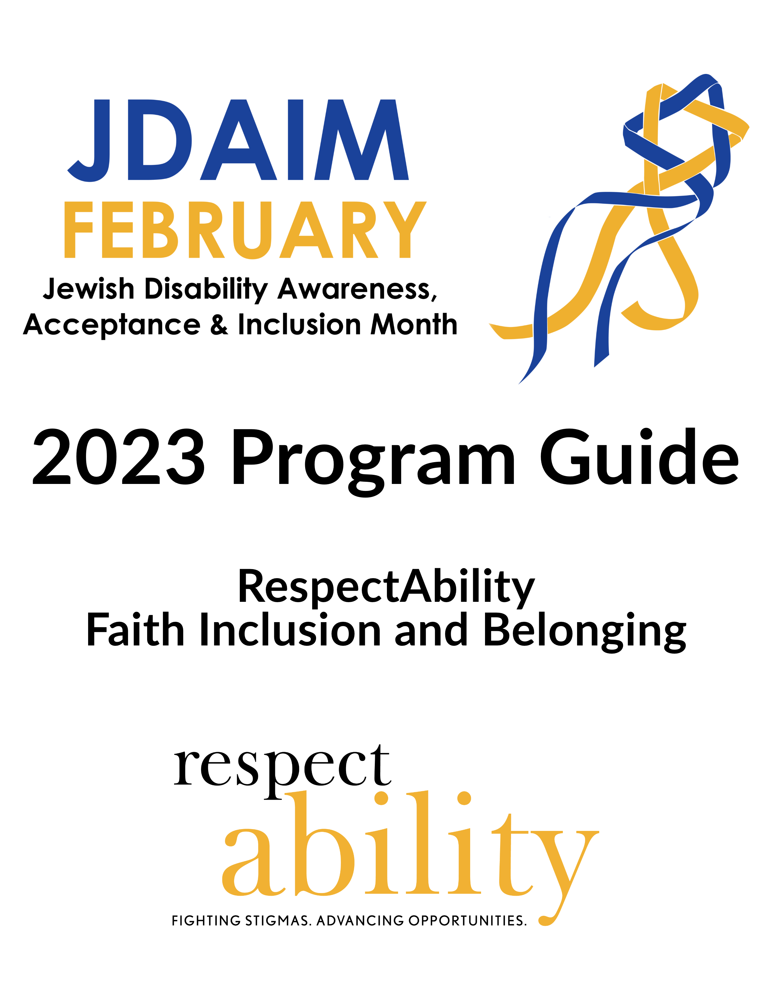 JDAIM
FEBRUARY
Jewish Disability Awareness,
Acceptance & Inclusion Month
2023 Program Guide
RespectAbility
Faith Inclusion and Belonging
respect
ability
FIGHTING STIGMAS. ADVANCING OPPORTUNITIES.